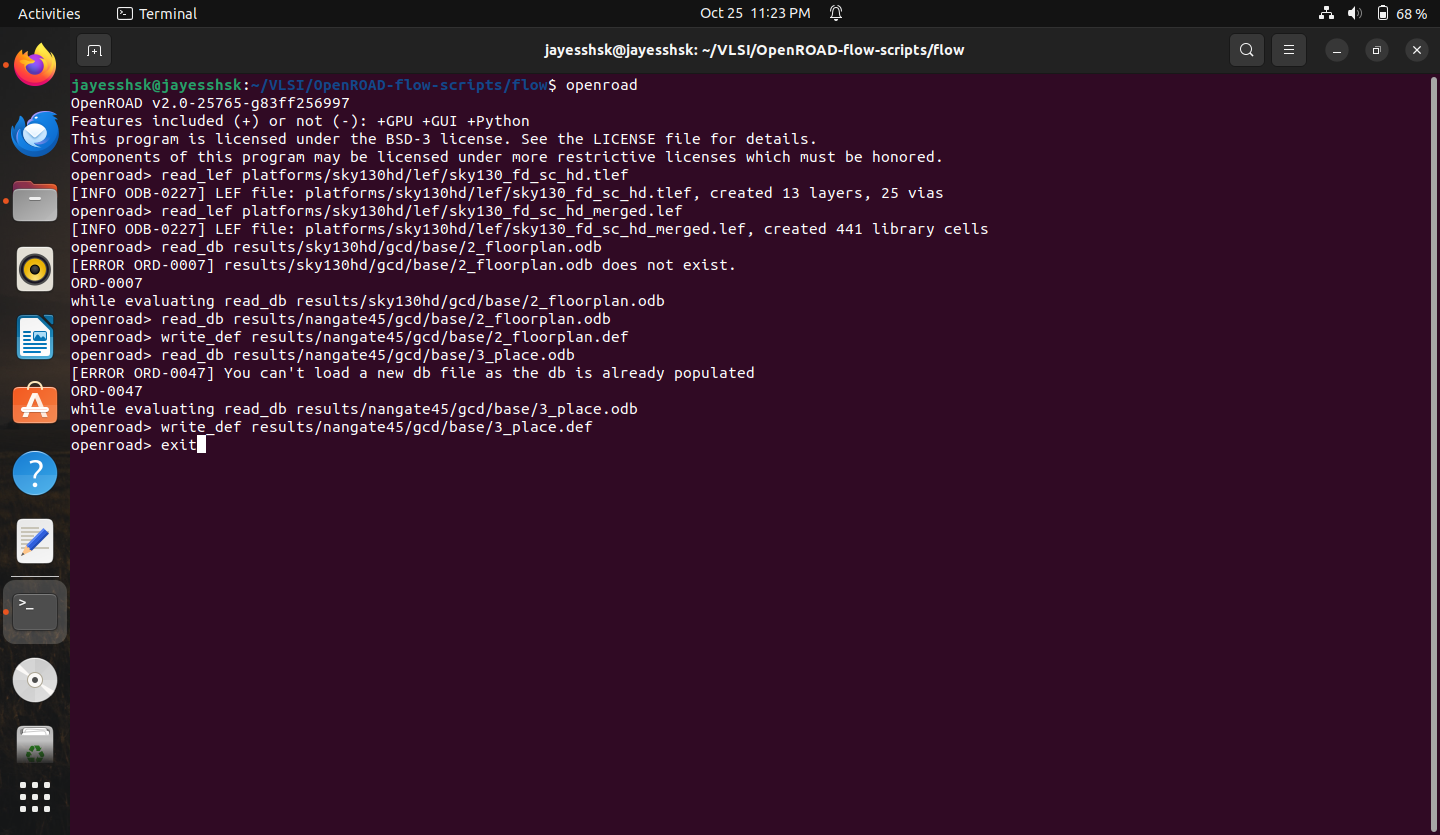 Activities
Terminal
Oct 25 11:23 PM
68 %
jayesshsk@jayesshsk: ~/VLSI/OpenROAD-flow-scripts/flow
jayesshsk@jayesshsk:~/VLSI/OpenROAD-flow-scripts/flow$ openroad
OpenROAD v2.0-25765-g83ff256997
Features included (+) or not (-): +GPU +GUI +Python
This program is licensed under the BSD-3 license. See the LICENSE file for details.
Components of this program may be licensed under more restrictive licenses which must be honored.
openroad> read_lef platforms/sky130hd/lef/sky130_fd_sc_hd.tlef
[INFO ODB-0227] LEF file: platforms/sky130hd/lef/sky130_fd_sc_hd.tlef, created 13 layers, 25 vias
openroad> read_lef platforms/sky130hd/lef/sky130_fd_sc_hd_merged.lef
[INFO ODB-0227] LEF file: platforms/sky130hd/lef/sky130_fd_sc_hd_merged.lef, created 441 library cells
openroad> read_db results/sky130hd/gcd/base/2_floorplan.odb
[ERROR ORD-0007] results/sky130hd/gcd/base/2_floorplan.odb does not exist.
ORD-0007
while evaluating read_db results/sky130hd/gcd/base/2_floorplan.odb
openroad> read_db results/nangate45/gcd/base/2_floorplan.odb
openroad> write_def results/nangate45/gcd/base/2_floorplan.def
openroad> read_db results/nangate45/gcd/base/3_place.odb
[ERROR ORD-0047] You can't load a new db file as the db is already populated
ORD-0047
while evaluating read_db results/nangate45/gcd/base/3_place.odb
openroad> write_def results/nangate45/gcd/base/3_place.def
openroad> exit